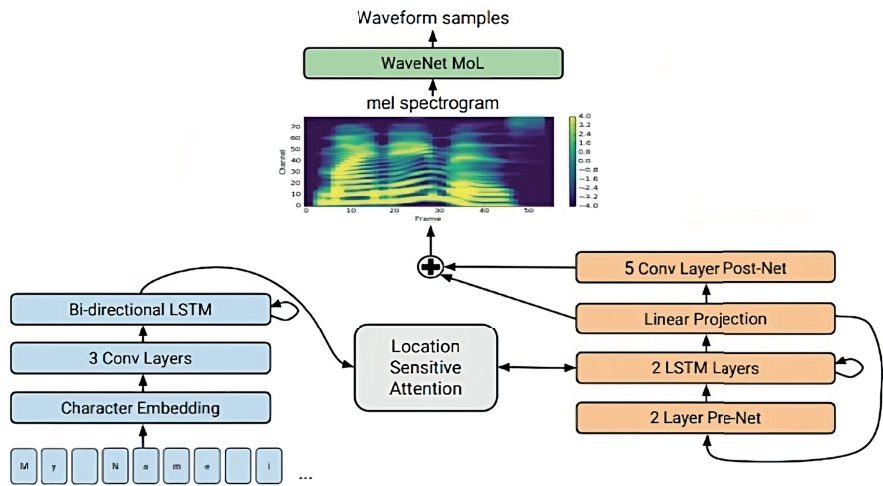 Waveform samples
WaveNet MoL
mel spectrogram
Channel
70
60
50
40
30
20
10
0
0 10 20 30 40 50
Frame
4.0
3.2
2.4
1.6
0.8
0.0
−0.8
−1.6
−2.4
−3.2
−4.0
Bi-directional LSTM
3 Conv Layers
Character Embedding
M y N a m e i ...
Location
Sensitive
Attention
5 Conv Layer Post-Net
Linear Projection
2 LSTM Layers
2 Layer Pre-Net